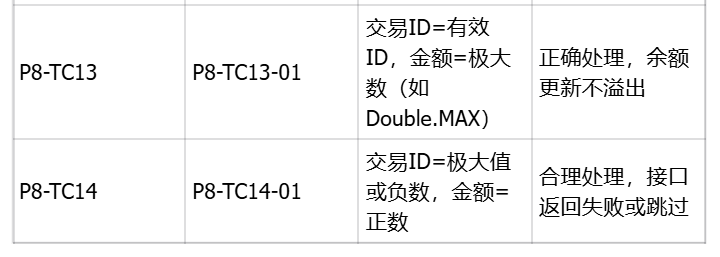 P8-TC13
P8-TC13-01
交易ID=有效
ID，金额=极大
数（如
Double.MAX）
正确处理，余额
更新不溢出
P8-TC14
P8-TC14-01
交易ID=极大值
或负数，金额=
正数
合理处理，接口
返回失败或跳过